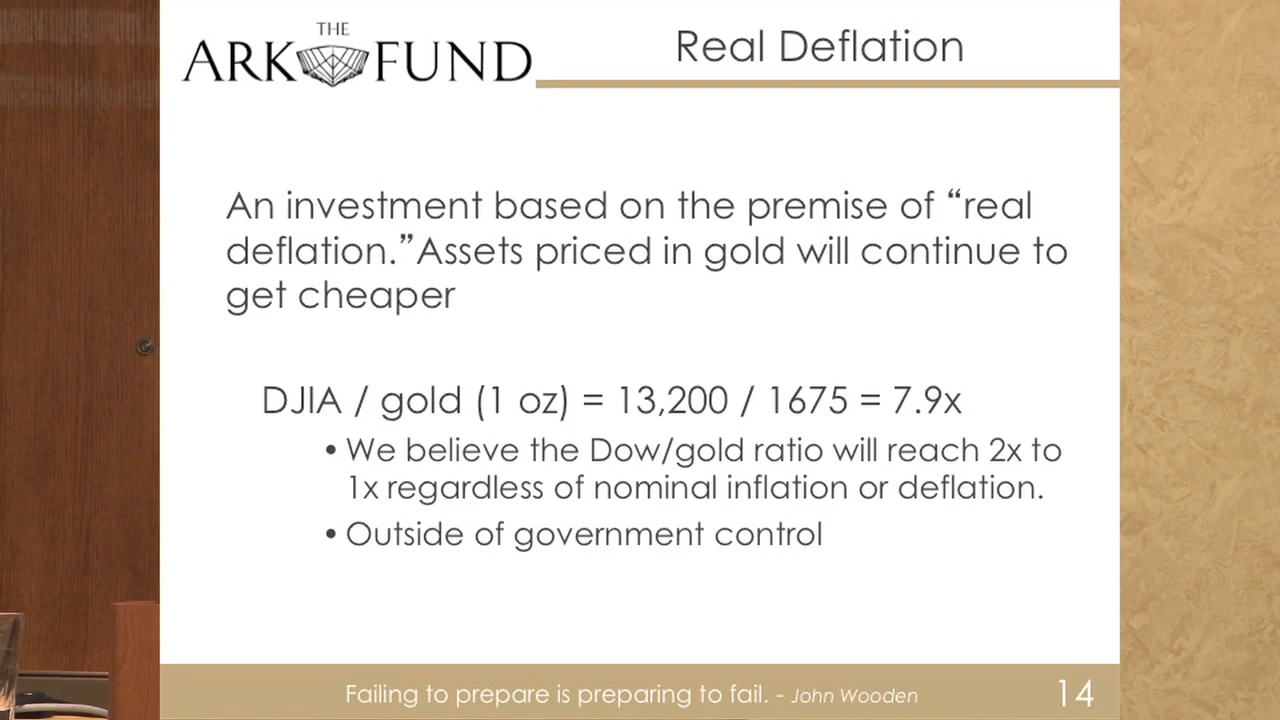 THE
ARK FUND
Real Deflation
An investment based on the premise of “real
deflation.”Assets priced in gold will continue to
get cheaper
DJIA / gold (1 oz) = 13,200 / 1675 = 7.9x
• We believe the Dow/gold ratio will reach 2x to
1x regardless of nominal inflation or deflation.
• Outside of government control
Failing to prepare is preparing to fail. - John Wooden
14